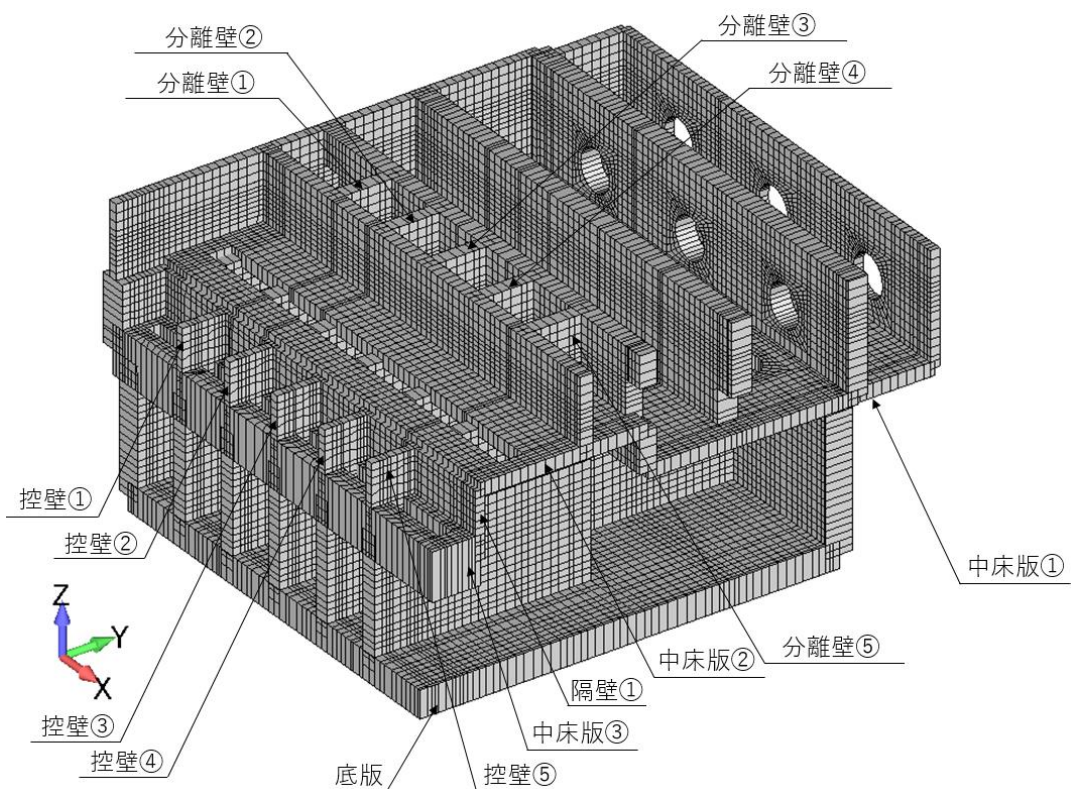 分離壁②
分離壁①
分離壁③
分離壁④
控壁①
控壁②
控壁③
控壁④
底版
控壁⑤
中床版③
隔壁①
中床版②
分離壁⑤
中床版①
Z
Y
X